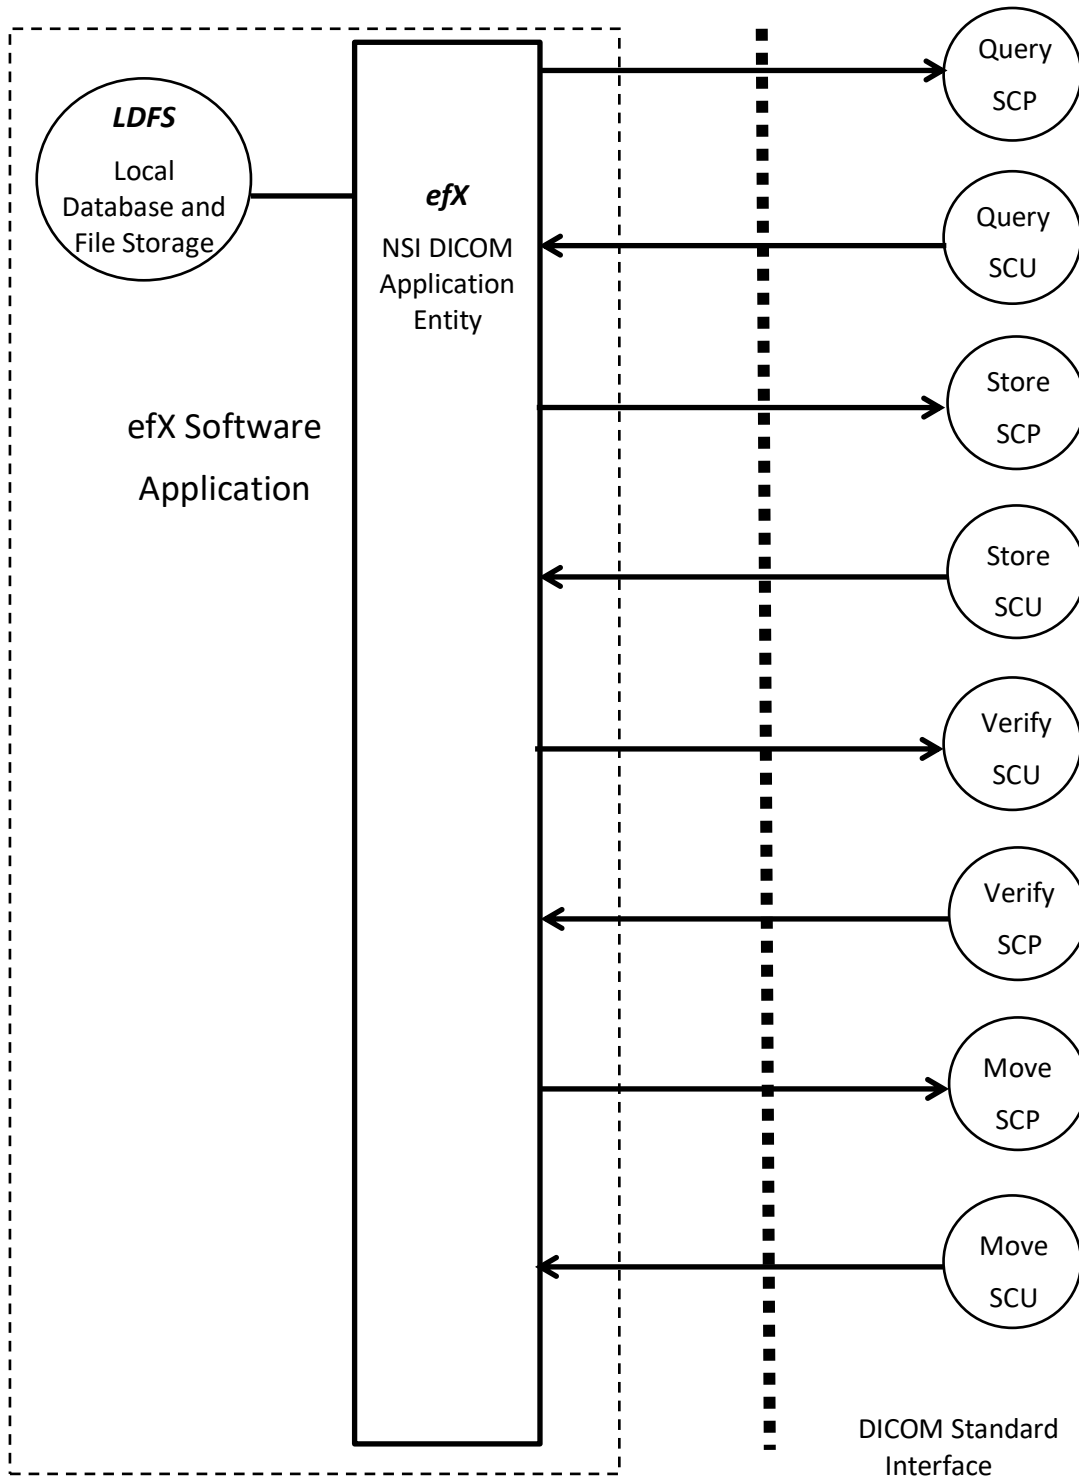 LDFS
Local
Database and
File Storage
efX Software
Application
efX
NSI DICOM
Application
Entity
Query
SCP
Query
SCU
Store
SCP
Store
SCU
Verify
SCU
Verify
SCP
Move
SCP
Move
SCU
DICOM Standard
Interface